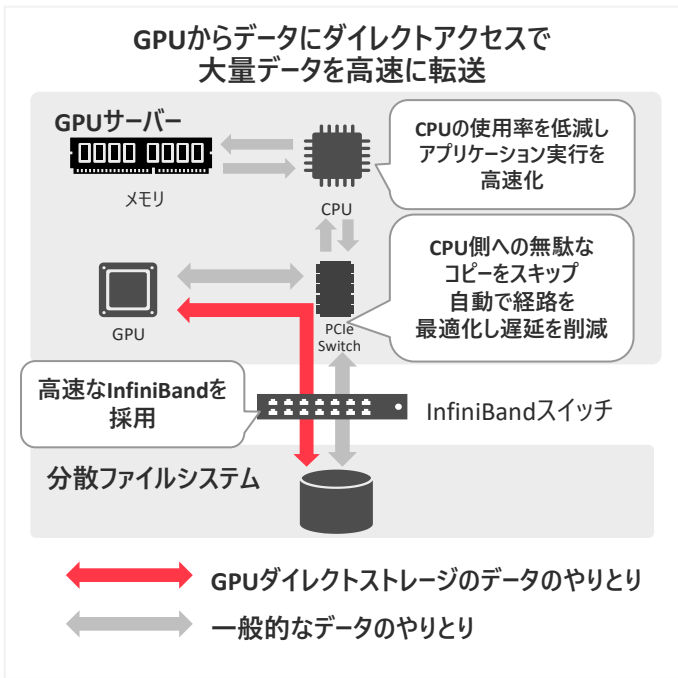 GPUからデータにダイレクトアクセスで
大量データを高速に転送
GPUサーバー
メモリ
CPU
CPUの使用率を低減し
アプリケーション実行を
高速化
GPU
PCIe
Switch
CPU側への無駄な
コピーをスキップ
自動で経路を
最適化し遅延を削減
高速なInfiniBandを
採用
InfiniBandスイッチ
分散ファイルシステム
GPUダイレクトストレージのデータのやりとり
一般的なデータのやりとり